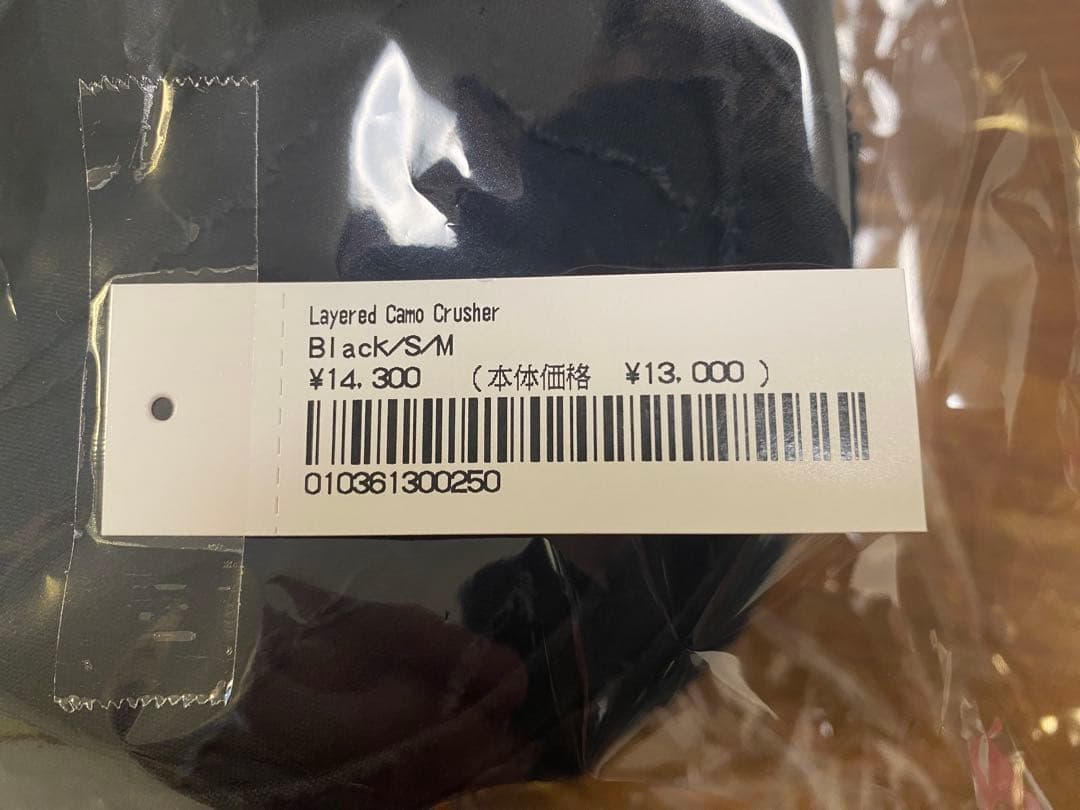 Layered Camo Crusher
Black/S/M
¥14,300 (本体価格 ¥13,000 )
010361300250